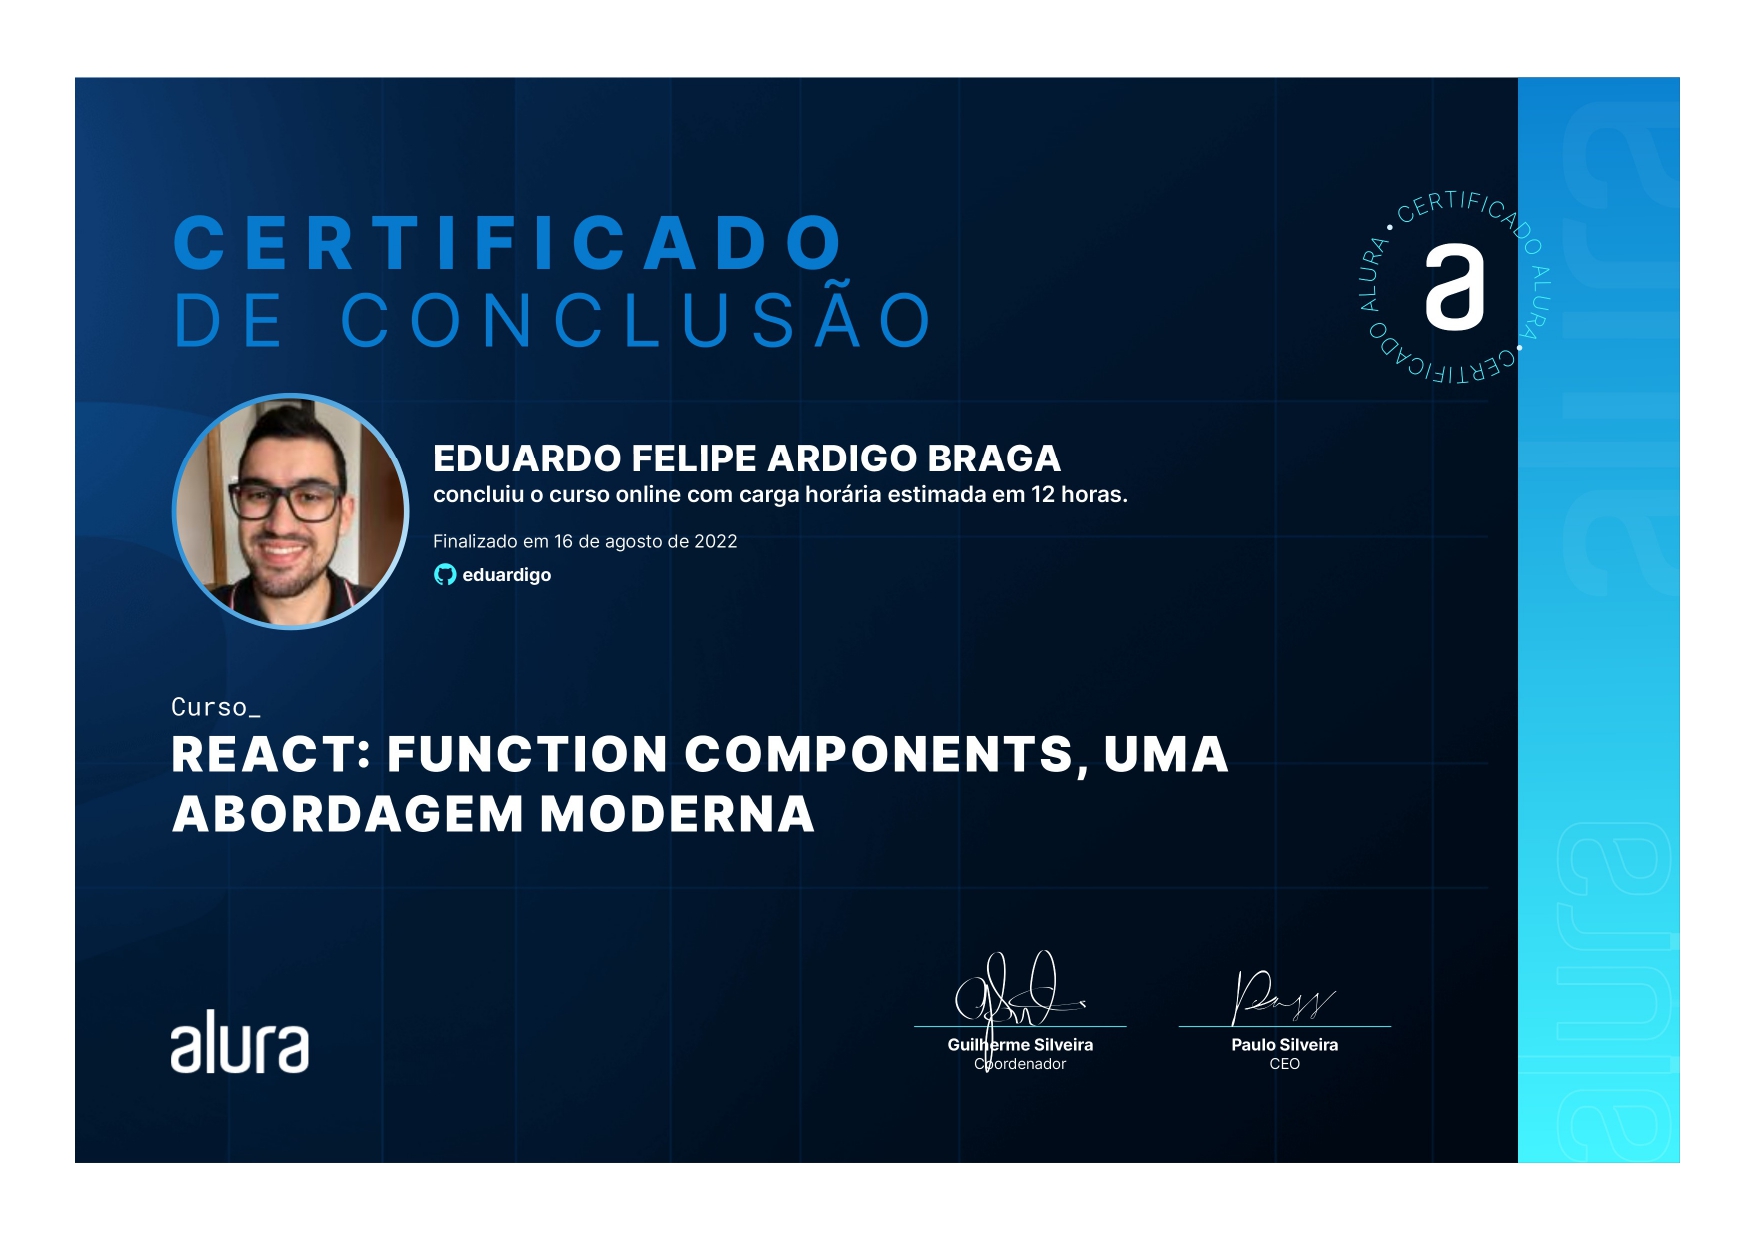 CERTIFICADO
DE CONCLUSÃO
CERTIFICADO ALURA • CERTIFICADO ALURA •
a
EDUARDO FELIPE ARDIGO BRAGA
concluiu o curso online com carga horária estimada em 12 horas.
Finalizado em 16 de agosto de 2022
eduardigo
Curso_
REACT: FUNCTION COMPONENTS, UMA
ABORDAGEM MODERNA
alura
Guilherme Silveira
Coordenador
Paulo Silveira
CEO
alura
alura